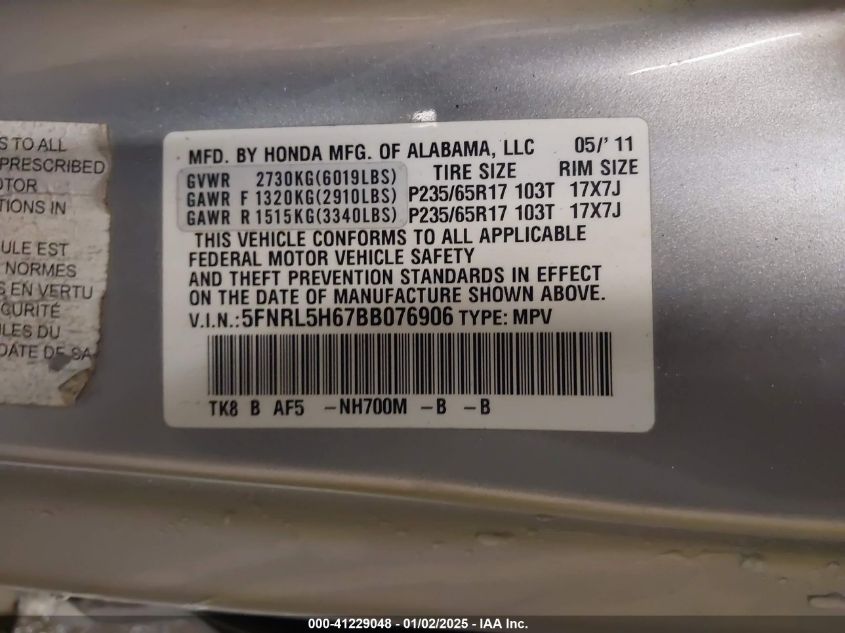 S TO ALL
PRESCRIBED
OTOR
TIONS IN
ULE EST
NORMES
S EN VERTU
CURITÉ
LES DU
DATE DE SA
MFD. BY HONDA MFG. OF ALABAMA, LLC 05/'11
TIRE SIZE RIM SIZE
GVWR 2730KG(6019LBS)
GAWR F 1320KG(2910LBS) P235/65R17 103T 17X7J
GAWR R 1515KG(3340LBS) P235/65R17 103T 17X7J
THIS VEHICLE CONFORMS TO ALL APPLICABLE
FEDERAL MOTOR VEHICLE SAFETY
AND THEFT PREVENTION STANDARDS IN EFFECT
ON THE DATE OF MANUFACTURE SHOWN ABOVE.
V.I.N.:5FNRL5H67BB076906 TYPE: MPV
TK8 B AF5 -NH700M -B -B
000-41229048 - 01/02/2025 - IAA Inc.